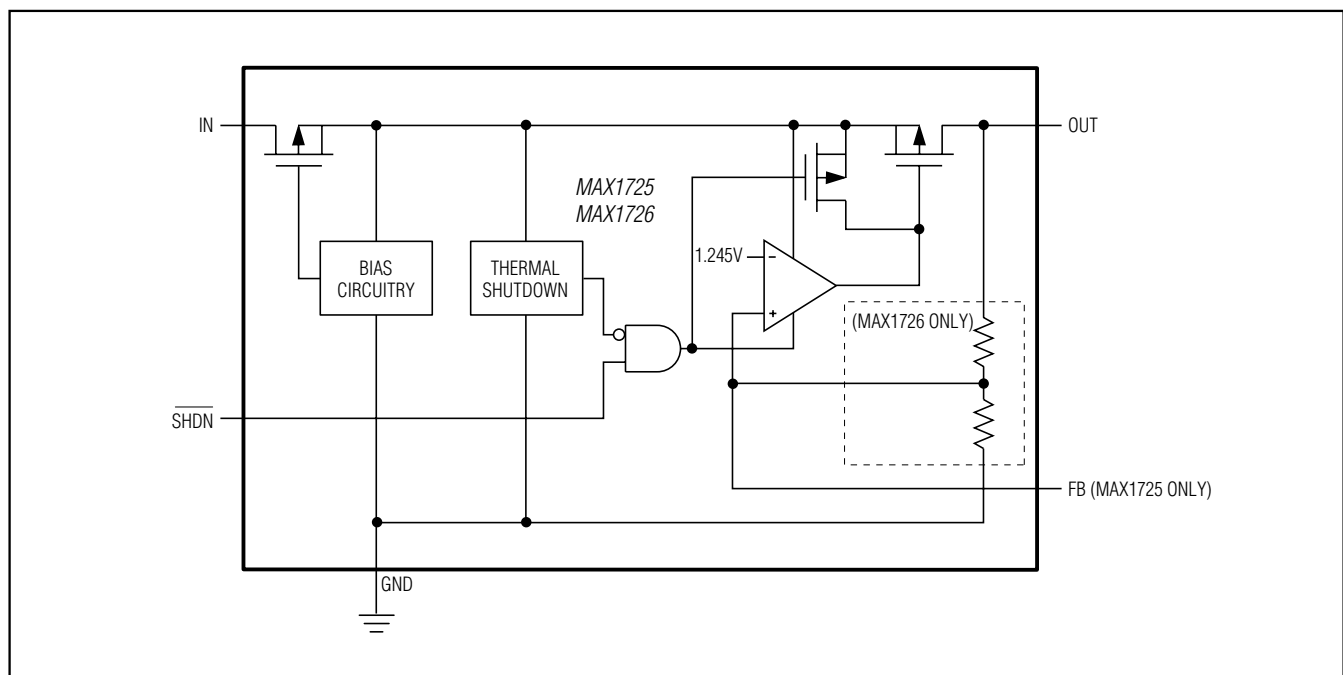 IN
OUT
MAX1725
MAX1726
1.245V
−
BIAS
CIRCUITRY
THERMAL
SHUTDOWN
+
(MAX1726 ONLY)
SHDN
FB (MAX1725 ONLY)
GND